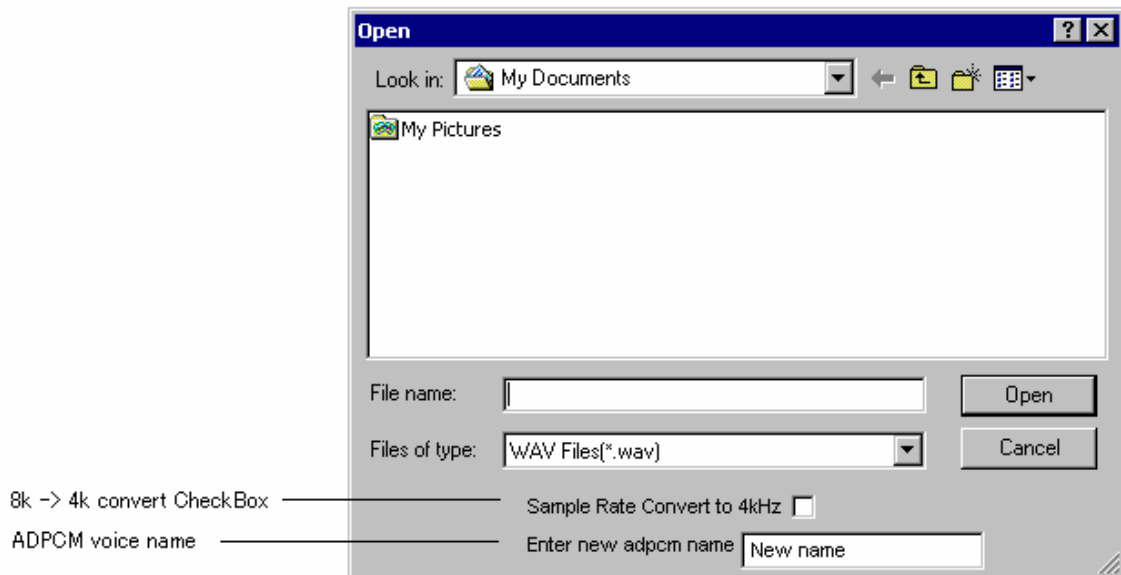 Open
Look in: My Documents
My Pictures
File name:
Open
Files of type: WAV Files(*.wav)
Cancel
8k -> 4k convert CheckBox
Sample Rate Convert to 4kHz
ADPCM voice name
Enter new adpcm name New name